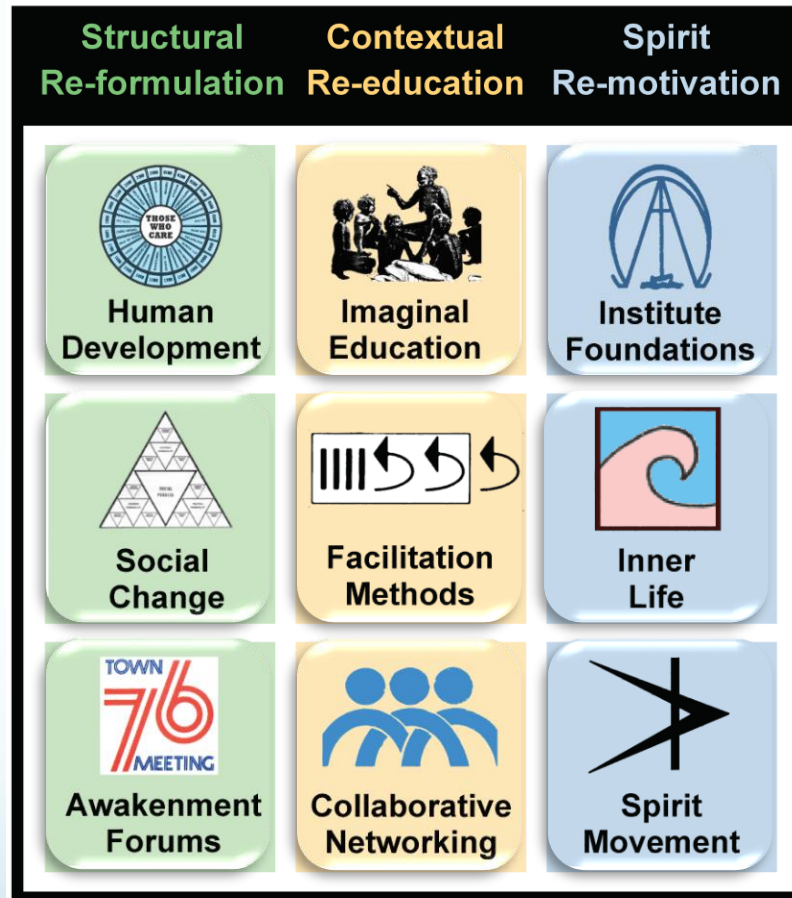 Structural
Re-formulation
Contextual
Re-education
Spirit
Re-motivation
THOSE
WHO
CARE
Human
Development
Imaginal
Education
Institute
Foundations
Social
Change
Facilitation
Methods
Inner
Life
TOWN
76
MEETING
Awakenment
Forums
Collaborative
Networking
Spirit
Movement